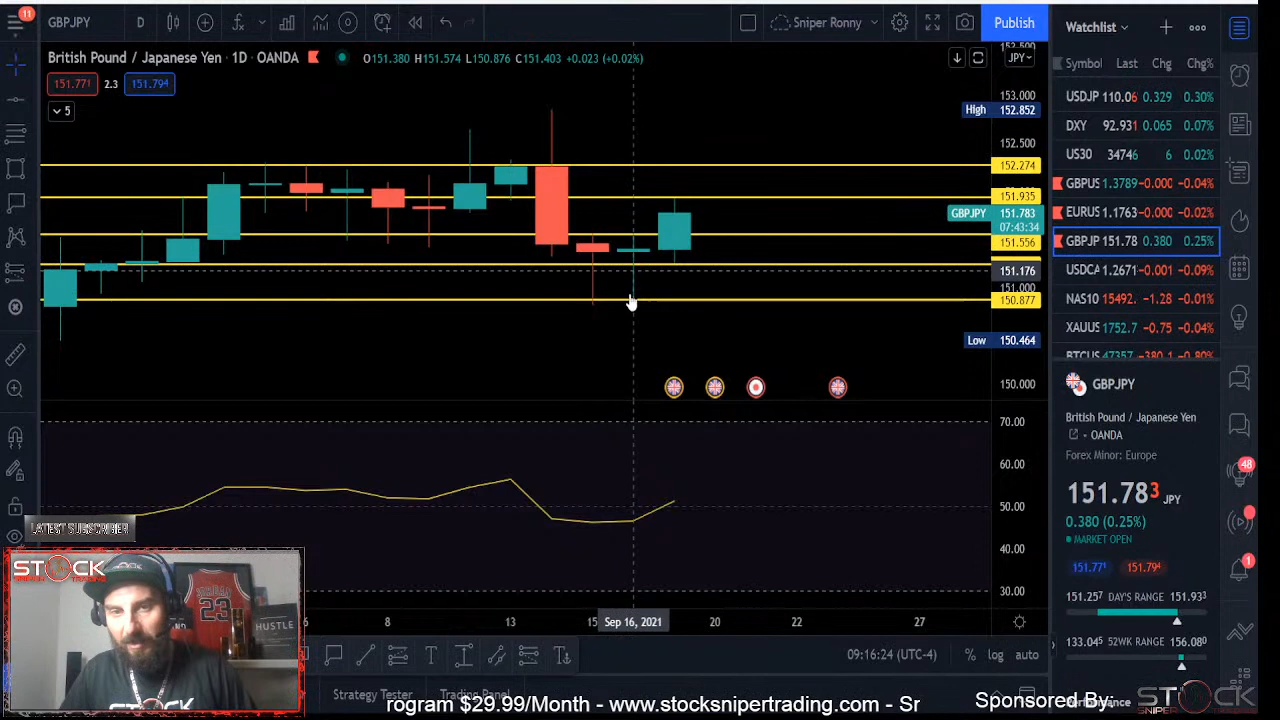 11
GBPJPY
D
Sniper Ronny
Publish
Watchlist
British Pound / Japanese Yen · 1D · OANDA
O151.380 H151.574 L150.876 C151.403 +0.023 (+0.02%)
JPY
Symbol Last Chg Chg%
151.771 2.3 151.794
5
153.000
High 152.852
152.500
152.274
151.935
GBPJPY 151.783
07:43:34
151.556
151.176
151.000
150.877
Low 150.464
150.000
70.00
60.00
50.00
40.00
30.00
USDJP 110.06 0.329 0.30%
DXY 92.931 0.065 0.07%
US30 34746 6 0.02%
GBPUS 1.3789 -0.000 -0.04%
EURUS 1.1763 -0.000 -0.02%
GBPJP 151.78 0.380 0.25%
USDCA 1.2671 -0.001 -0.09%
NAS10 15492. -1.28 -0.01%
XAUUS 1752.7 -0.75 -0.04%
BTCUS 47357 -380.1 -0.80%
GBPJPY
British Pound / Japanese Yen
OANDA
Forex Minor: Europe
151.783 JPY
0.380 (0.25%)
MARKET OPEN
151.771 151.794
151.257 DAY'S RANGE 151.933
133.045 52WK RANGE 156.080
48
1
LATEST SUBSCRIBER
STOCK
23
HUSTLE
STOCK
6 8 13 15 Sep 16, 2021 20 22 27
09:16:24 (UTC-4)
% log auto
Strategy Tester
Trading Panel
rogram $29.99/Month - www.stocksnipertrading.com - Sr
Sponsored By:
STOCK